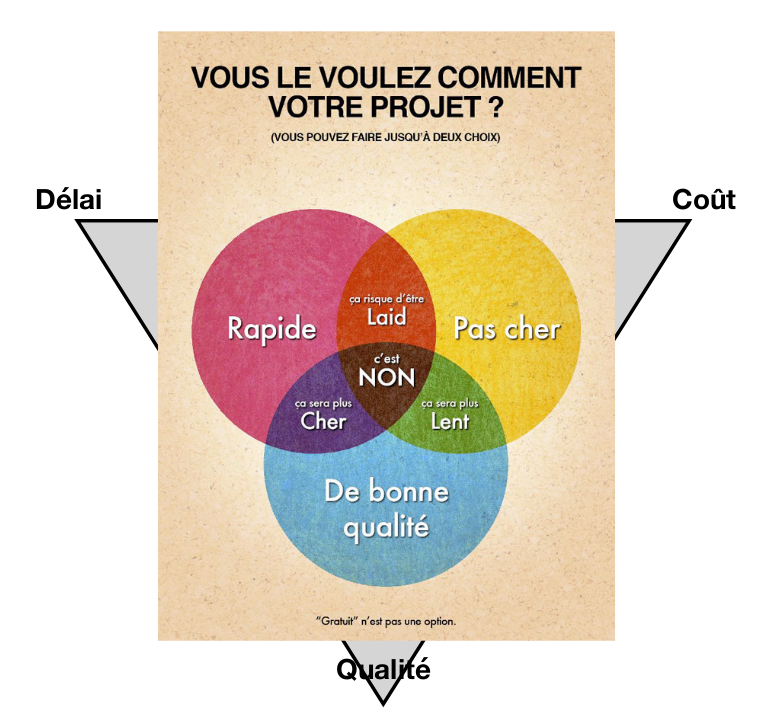 VOUS LE VOULEZ COMMENT
VOTRE PROJET ?
(VOUS POUVEZ FAIRE JUSQU'À DEUX CHOIX)
Délai
Coût
ça risque d'être
Laid
Rapide
Pas cher
c'est
NON
ça sera plus
Cher
ça sera plus
Lent
De bonne
qualité
"Gratuit" n'est pas une option.
Qualité